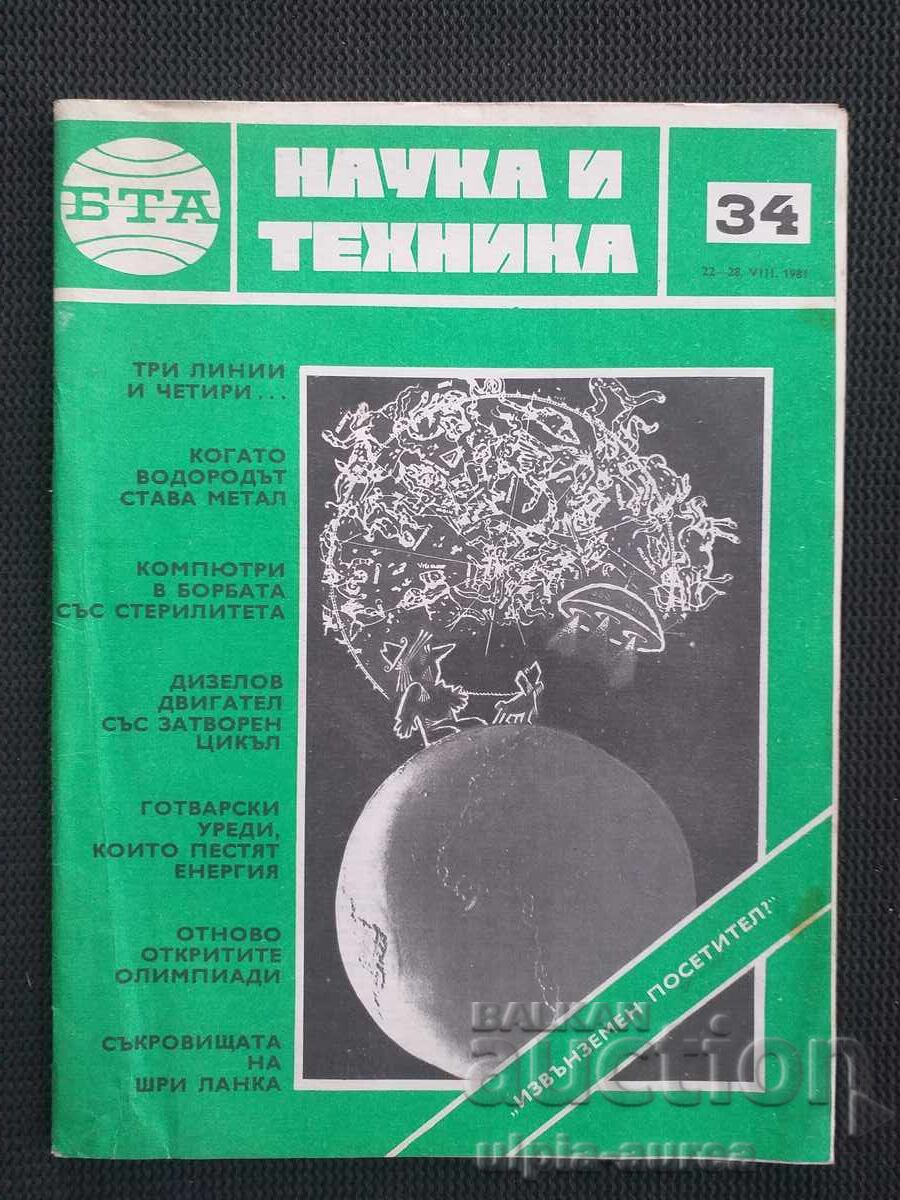 БТА
НАУКА И
ТЕХНИКА
34
22–28. VIII. 1981
ТРИ ЛИНИИ
И ЧЕТИРИ...
КОГАТО
ВОДОРОДЪТ
СТАВА МЕТАЛ
КОМПЮТРИ
В БОРБАТА
СЪС СТЕРИЛИТЕТА
ДИЗЕЛОВ
ДВИГАТЕЛ
СЪС ЗАТВОРЕН
ЦИКЪЛ
ГОТВАРСКИ
УРЕДИ,
КОИТО ПЕСТЯТ
ЕНЕРГИЯ
ОТНОВО
ОТКРИТИТЕ
ОЛИМПИАДИ
СЪКРОВИЩАТА
НА
ШРИ ЛАНКА
„ИЗВЪНЗЕМЕН ПОСЕТИТЕЛ?"
BALKAN
auction
ulpia-aurea